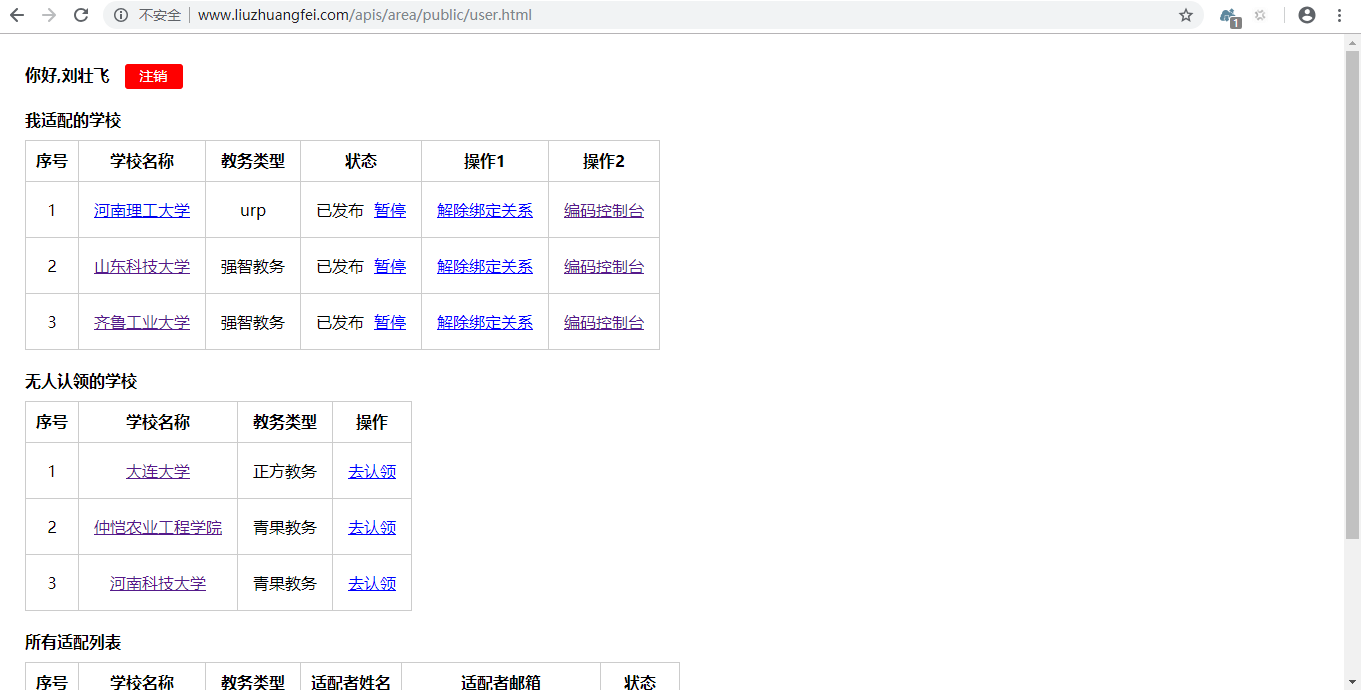 不安全 www.liuzhuangfei.com/apis/area/public/user.html 1
你好,刘壮飞 注销
我适配的学校
序号 学校名称 教务类型 状态 操作1 操作2
1 河南理工大学 urp 已发布 暂停 解除绑定关系 编码控制台
2 山东科技大学 强智教务 已发布 暂停 解除绑定关系 编码控制台
3 齐鲁工业大学 强智教务 已发布 暂停 解除绑定关系 编码控制台
无人认领的学校
序号 学校名称 教务类型 操作
1 大连大学 正方教务 去认领
2 仲恺农业工程学院 青果教务 去认领
3 河南科技大学 青果教务 去认领
所有适配列表
序号 学校名称 教务类型 适配者姓名 适配者邮箱 状态